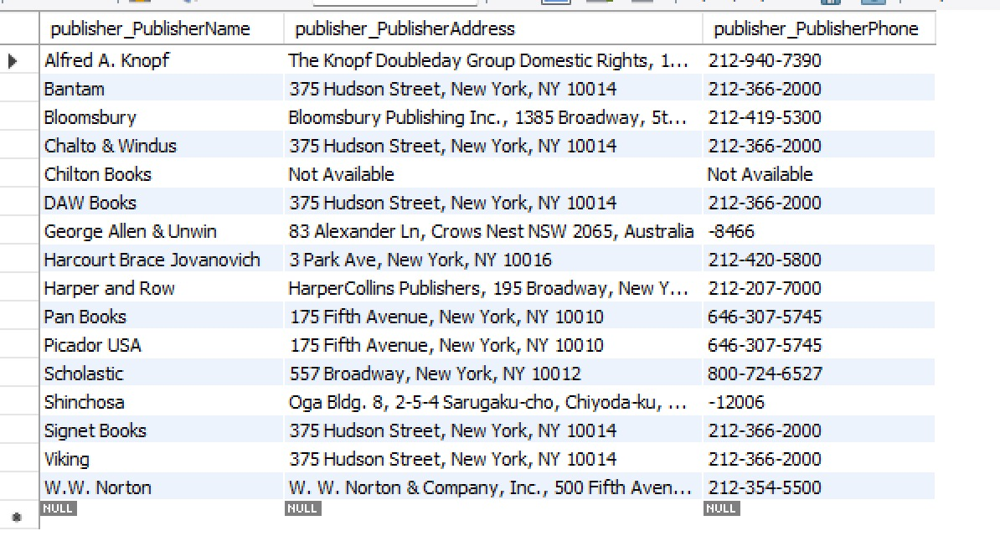 publisher_PublisherName publisher_PublisherAddress publisher_PublisherPhone
Alfred A. Knopf The Knopf Doubleday Group Domestic Rights, 1... 212-940-7390
Bantam 375 Hudson Street, New York, NY 10014 212-366-2000
Bloomsbury Bloomsbury Publishing Inc., 1385 Broadway, 5t... 212-419-5300
Chalto & Windus 375 Hudson Street, New York, NY 10014 212-366-2000
Chilton Books Not Available Not Available
DAW Books 375 Hudson Street, New York, NY 10014 212-366-2000
George Allen & Unwin 83 Alexander Ln, Crows Nest NSW 2065, Australia -8466
Harcourt Brace Jovanovich 3 Park Ave, New York, NY 10016 212-420-5800
Harper and Row HarperCollins Publishers, 195 Broadway, New Y... 212-207-7000
Pan Books 175 Fifth Avenue, New York, NY 10010 646-307-5745
Picador USA 175 Fifth Avenue, New York, NY 10010 646-307-5745
Scholastic 557 Broadway, New York, NY 10012 800-724-6527
Shinchosa Oga Bldg. 8, 2-5-4 Sarugaku-cho, Chiyoda-ku, ... -12006
Signet Books 375 Hudson Street, New York, NY 10014 212-366-2000
Viking 375 Hudson Street, New York, NY 10014 212-366-2000
W.W. Norton W. W. Norton & Company, Inc., 500 Fifth Aven... 212-354-5500
NULL NULL NULL